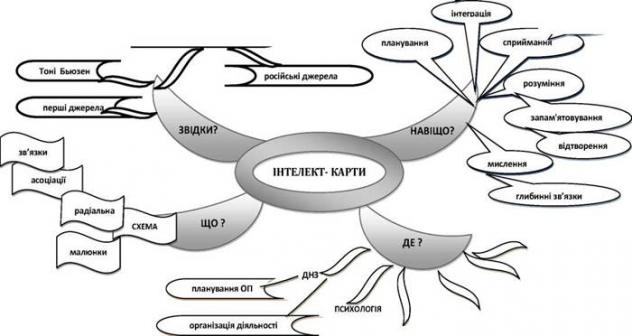 інтеграція
планування
сприймання
Тоні Бьюзен
російські джерела
розуміння
перші джерела
запам'ятовування
ЗВІДКИ?
НАВІЩО?
зв'язки
відтворення
мислення
ІНТЕЛЕКТ- КАРТИ
асоціації
глибинні зв'язки
радіальна
СХЕМА
ЩО ?
ДЕ ?
малюнки
ДНЗ
планування ОП
ПСИХОЛОГІЯ
організація діяльності